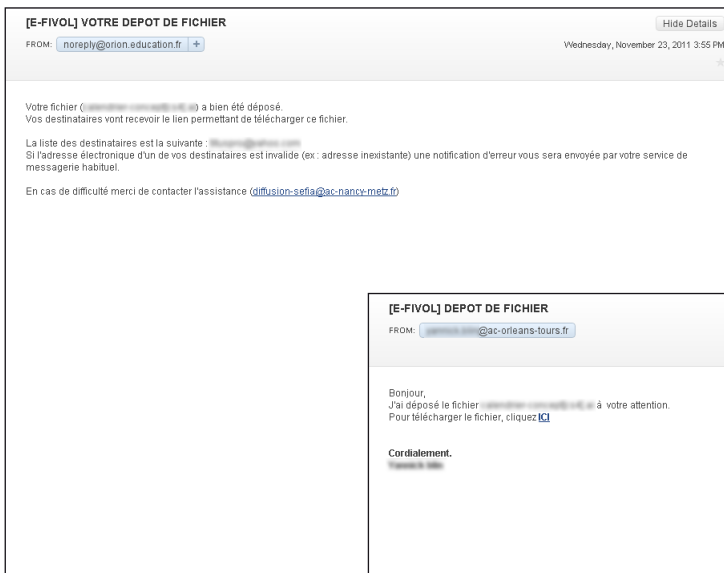 [E-FIVOL] VOTRE DEPOT DE FICHIER
Hide Details
FROM: noreply@orion.education.fr +
Wednesday, November 23, 2011 3:55 PM
Votre fichier ( ) a bien été déposé.
Vos destinataires vont recevoir le lien permettant de télécharger ce fichier.
La liste des destinataires est la suivante :
Si l'adresse électronique d'un de vos destinataires est invalide (ex : adresse inexistante) une notification d'erreur vous sera envoyée par votre service de
messagerie habituel.
En cas de difficulté merci de contacter l'assistance (diffusion-sefia@ac-nancy-metz.fr)
[E-FIVOL] DEPOT DE FICHIER
FROM: @ac-orleans-tours.fr
Bonjour,
J'ai déposé le fichier à votre attention.
Pour télécharger le fichier, cliquez ICI
Cordialement.